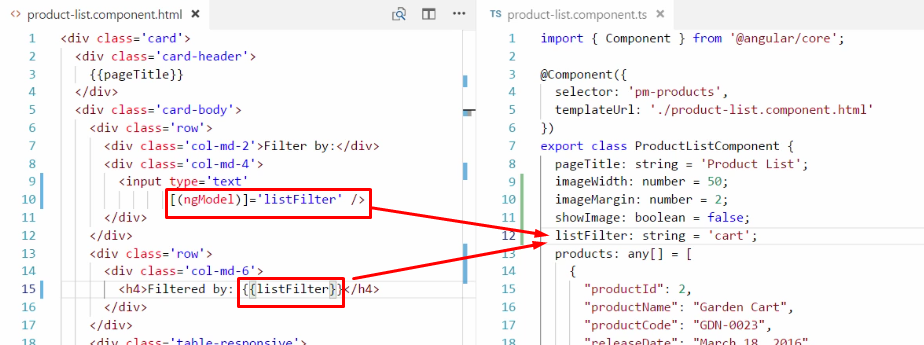 product-list.component.html
1 <div class='card'>
2 <div class='card-header'>
3 {{pageTitle}}
4 </div>
5 <div class='card-body'>
6 <div class='row'>
7 <div class='col-md-2'>Filter by:</div>
8 <div class='col-md-4'>
9 <input type='text'
10 [(ngModel)]='listFilter' />
11 </div>
12 </div>
13 <div class='row'>
14 <div class='col-md-6'>
15 <h4>Filtered by: {{listFilter}}</h4>
16 </div>
17 </div>
18 <div class='table-responsive'>
TS product-list.component.ts
1 import { Component } from '@angular/core';
2
3 @Component({
4 selector: 'pm-products',
5 templateUrl: './product-list.component.html'
6 })
7 export class ProductListComponent {
8 pageTitle: string = 'Product List';
9 imageWidth: number = 50;
10 imageMargin: number = 2;
11 showImage: boolean = false;
12 listFilter: string = 'cart';
13 products: any[] = [
14 {
15 "productId": 2,
16 "productName": "Garden Cart",
17 "productCode": "GDN-0023",
18 "releaseDate": "March 18, 2016"